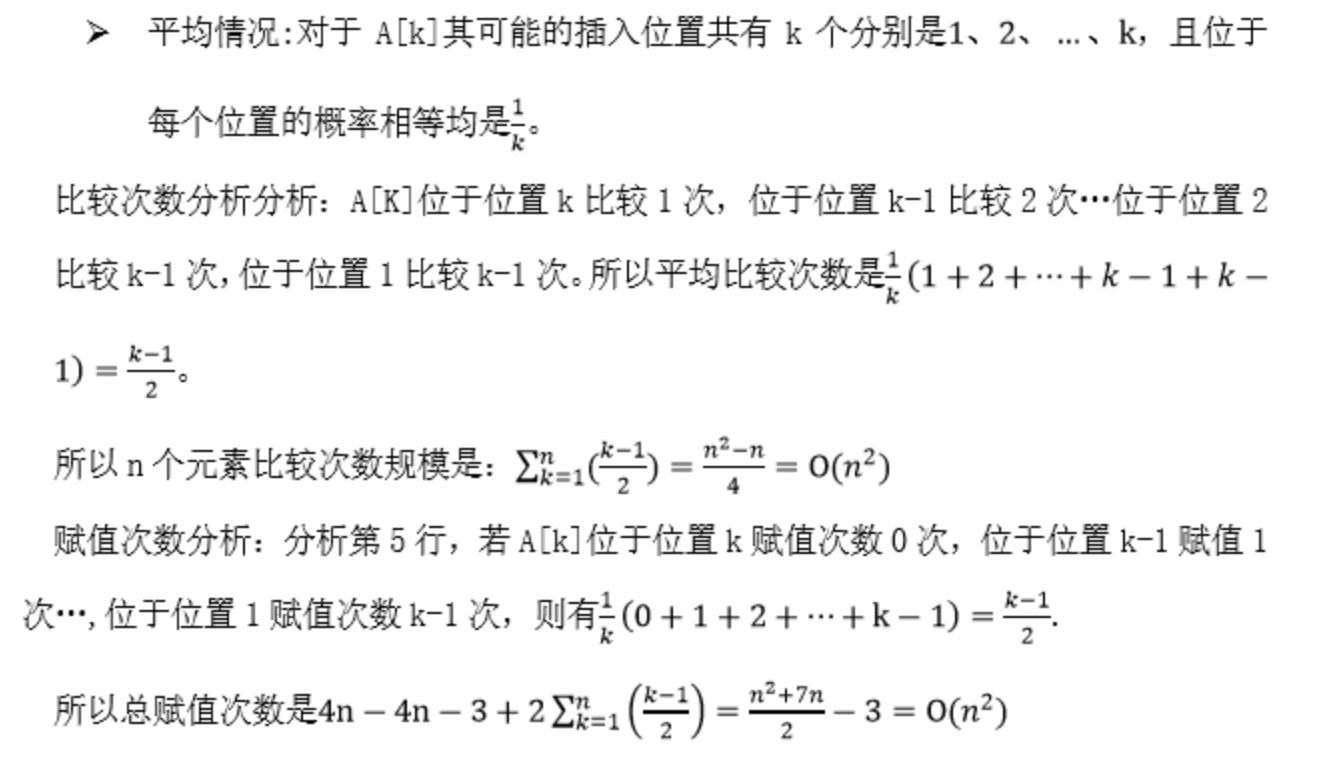 ➢ 平均情况:对于 A[k]其可能的插入位置共有 k 个分别是1、2、 …、k，且位于
每个位置的概率相等均是$\frac{1}{k}$。
比较次数分析分析：A[K]位于位置 k 比较 1 次，位于位置 k-1 比较 2 次…位于位置 2
比较 k-1 次,位于位置 1 比较 k-1 次。所以平均比较次数是$\frac{1}{k}(1+2+\cdots+k-1+k-$
$1)=\frac{k-1}{2}$。
所以 n 个元素比较次数规模是：$\sum_{k=1}^{n}(\frac{k-1}{2})=\frac{n^2-n}{4}=O(n^2)$
赋值次数分析：分析第 5 行，若 A[k]位于位置 k 赋值次数 0 次，位于位置 k-1 赋值 1
次…,位于位置 1 赋值次数 k-1 次，则有$\frac{1}{k}(0+1+2+\cdots+k-1)=\frac{k-1}{2}$.
所以总赋值次数是$4n-4n-3+2\sum_{k=1}^{n}\left(\frac{k-1}{2}\right)=\frac{n^2+7n}{2}-3=O(n^2)$